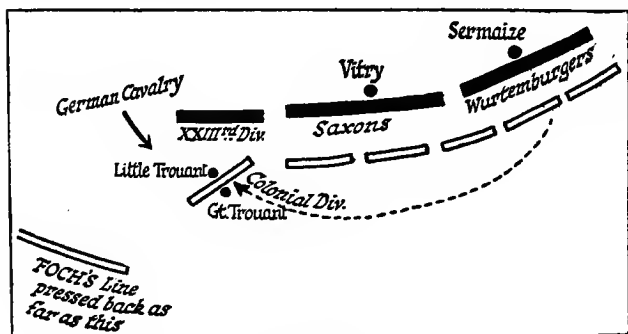 Sermaize
Vitry
German Cavalry
Wurtemburgers
XXIIIrd Div.
Saxons
Little Trouant
Colonial Div.
Gt. Trouant
FOCH'S Line
pressed back as
far as this